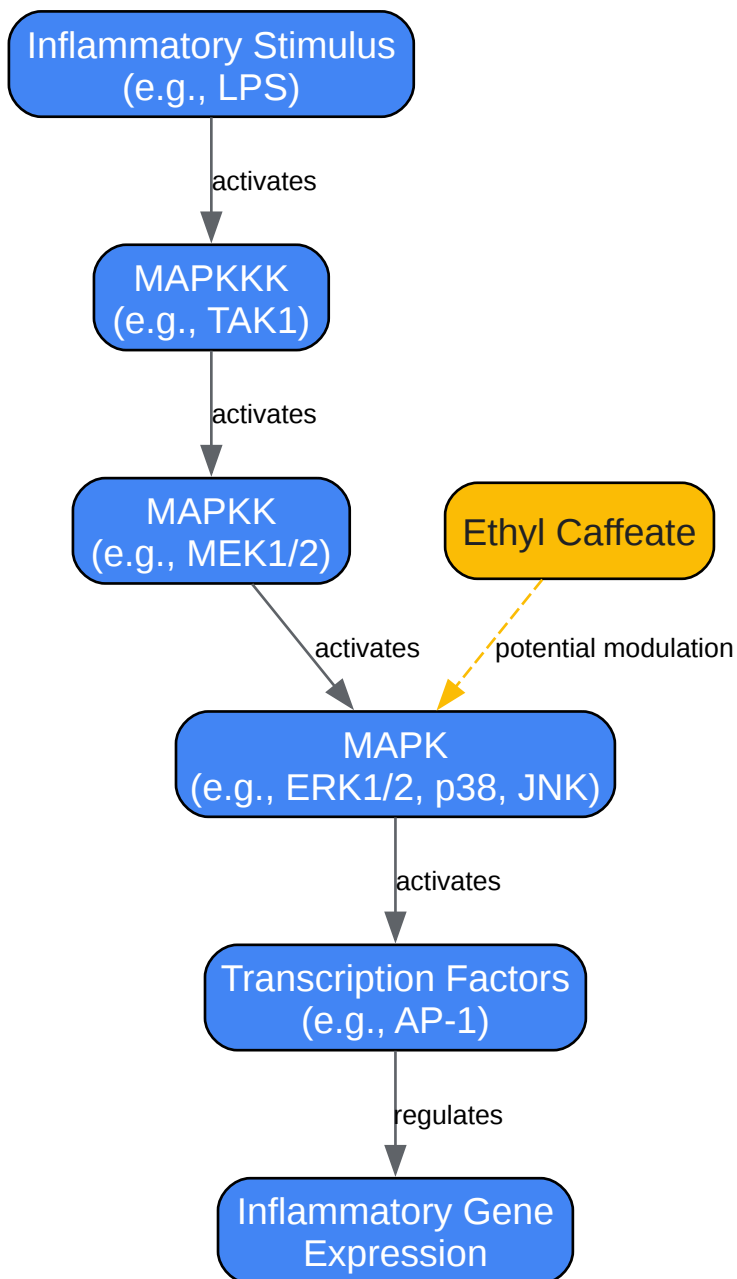 Inflammatory Stimulus
(e.g., LPS)
activates
MAPKKK
(e.g., TAK1)
activates
MAPKK
(e.g., MEK1/2)
Ethyl Caffeate
activates
potential modulation
MAPK
(e.g., ERK1/2, p38, JNK)
activates
Transcription Factors
(e.g., AP-1)
regulates
Inflammatory Gene
Expression